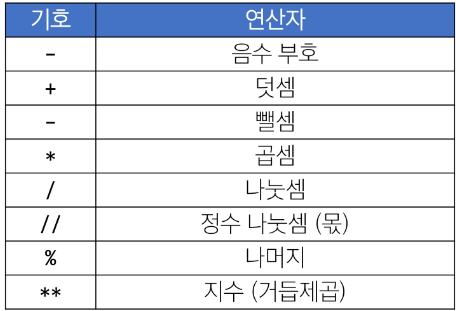 기호 연산자
- 음수 부호
+ 덧셈
- 뺄셈
* 곱셈
/ 나눗셈
// 정수 나눗셈 (몫)
% 나머지
** 지수 (거듭제곱)